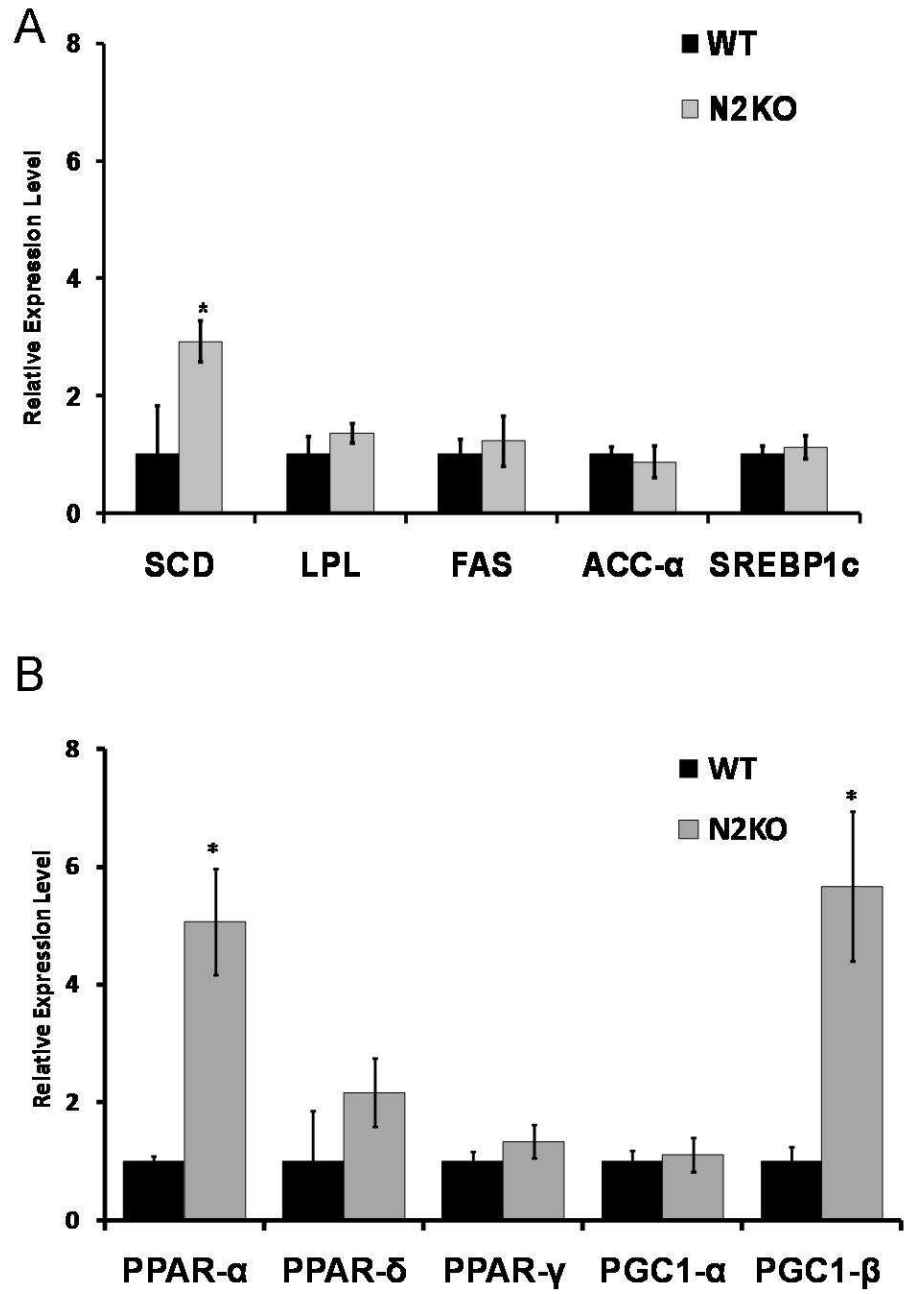 A
8
WT
N2KO
6
Relative Expression Level
4
*
2
0
SCD LPL FAS ACC-α SREBP1c
B
8
WT
*
N2KO
*
6
Relative Expression Level
4
2
0
PPAR-α PPAR-δ PPAR-γ PGC1-α PGC1-β